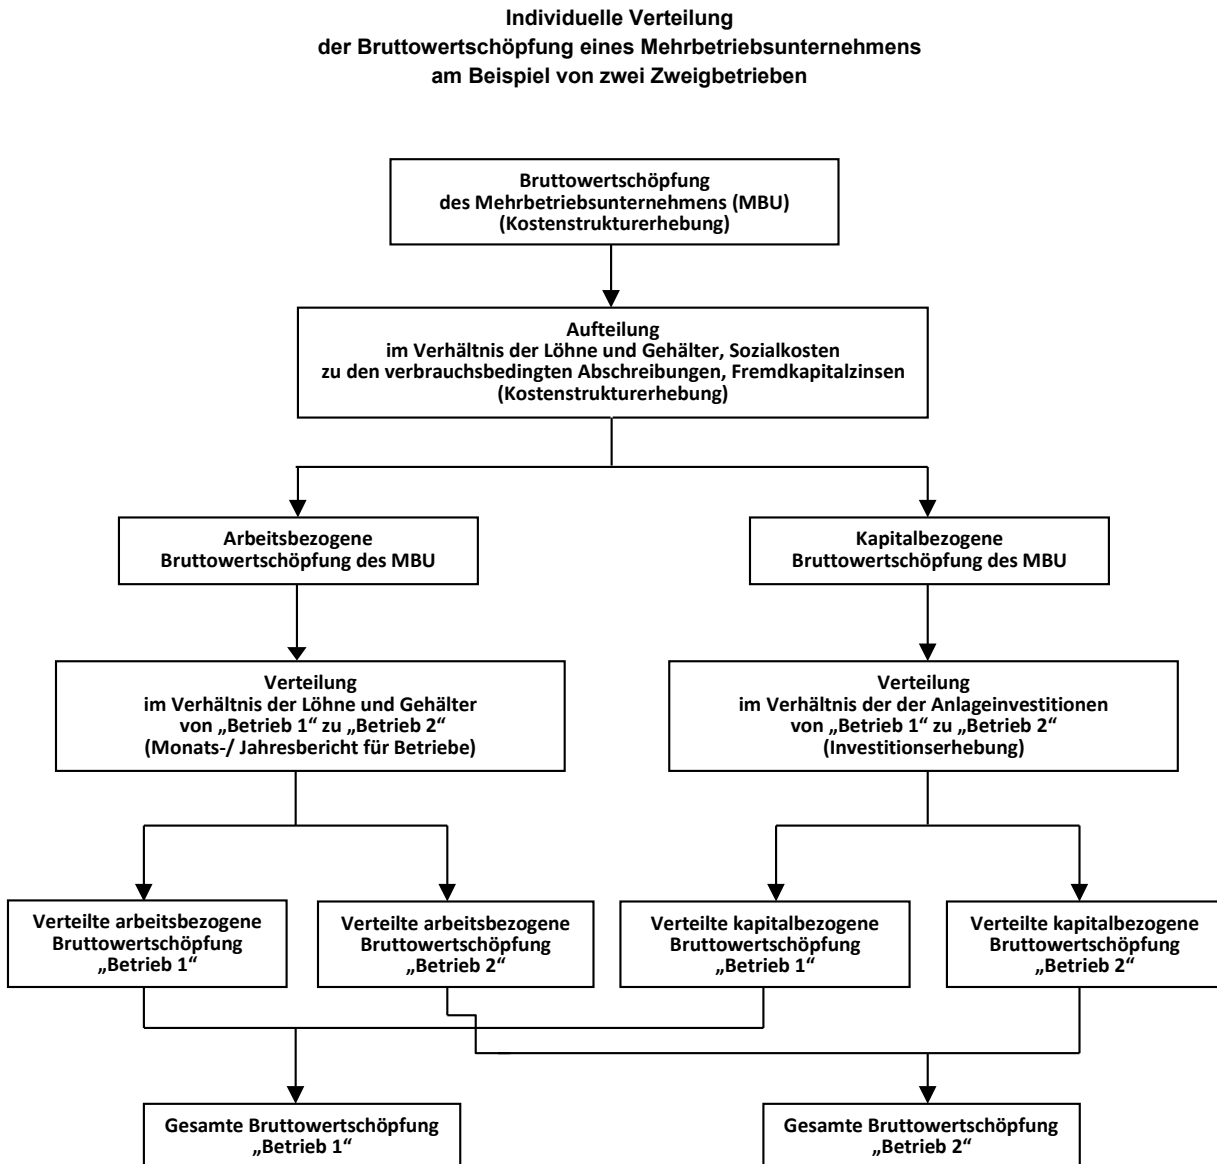 Individuelle Verteilung
der Bruttowertschöpfung eines Mehrbetriebsunternehmens
am Beispiel von zwei Zweigbetrieben
Bruttowertschöpfung
des Mehrbetriebsunternehmens (MBU)
(Kostenstrukturerhebung)
Aufteilung
im Verhältnis der Löhne und Gehälter, Sozialkosten
zu den verbrauchsbedingten Abschreibungen, Fremdkapitalzinsen
(Kostenstrukturerhebung)
Arbeitsbezogene
Bruttowertschöpfung des MBU
Kapitalbezogene
Bruttowertschöpfung des MBU
Verteilung
im Verhältnis der Löhne und Gehälter
von „Betrieb 1“ zu „Betrieb 2“
(Monats-/ Jahresbericht für Betriebe)
Verteilung
im Verhältnis der der Anlageinvestitionen
von „Betrieb 1“ zu „Betrieb 2“
(Investitionserhebung)
Verteilte arbeitsbezogene
Bruttowertschöpfung
„Betrieb 1“
Verteilte arbeitsbezogene
Bruttowertschöpfung
„Betrieb 2“
Verteilte kapitalbezogene
Bruttowertschöpfung
„Betrieb 1“
Verteilte kapitalbezogene
Bruttowertschöpfung
„Betrieb 2“
Gesamte Bruttowertschöpfung
„Betrieb 1“
Gesamte Bruttowertschöpfung
„Betrieb 2“